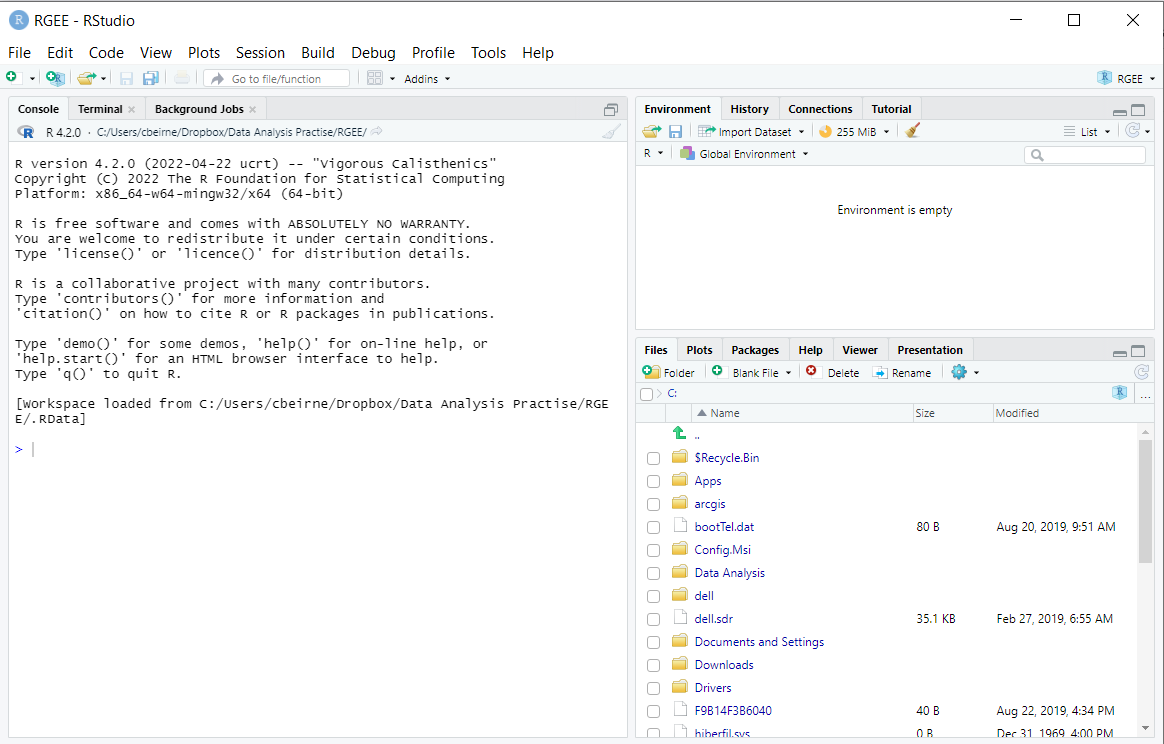 R RGEE - RStudio
File Edit Code View Plots Session Build Debug Profile Tools Help
Go to file/function Addins R RGEE
Console Terminal Background Jobs
R R 4.2.0 · C:/Users/cbeirne/Dropbox/Data Analysis Practise/RGEE/
R version 4.2.0 (2022-04-22 ucrt) -- "Vigorous Calisthenics"
Copyright (C) 2022 The R Foundation for Statistical Computing
Platform: x86_64-w64-mingw32/x64 (64-bit)
R is free software and comes with ABSOLUTELY NO WARRANTY.
You are welcome to redistribute it under certain conditions.
Type 'license()' or 'licence()' for distribution details.
R is a collaborative project with many contributors.
Type 'contributors()' for more information and
'citation()' on how to cite R or R packages in publications.
Type 'demo()' for some demos, 'help()' for on-line help, or
'help.start()' for an HTML browser interface to help.
Type 'q()' to quit R.
[Workspace loaded from C:/Users/cbeirne/Dropbox/Data Analysis Practise/RGE
E/.RData]
>
Environment History Connections Tutorial
Import Dataset 255 MiB List
R Global Environment
Environment is empty
Files Plots Packages Help Viewer Presentation
Folder Blank File Delete Rename
C: R ...
Name Size Modified
..
$Recycle.Bin
Apps
arcgis
bootTel.dat 80 B Aug 20, 2019, 9:51 AM
Config.Msi
Data Analysis
dell
dell.sdr 35.1 KB Feb 27, 2019, 6:55 AM
Documents and Settings
Downloads
Drivers
F9B14F3B6040 40 B Aug 22, 2019, 4:34 PM
hiberfil.sys 0 B Dec 31, 1969, 4:00 PM